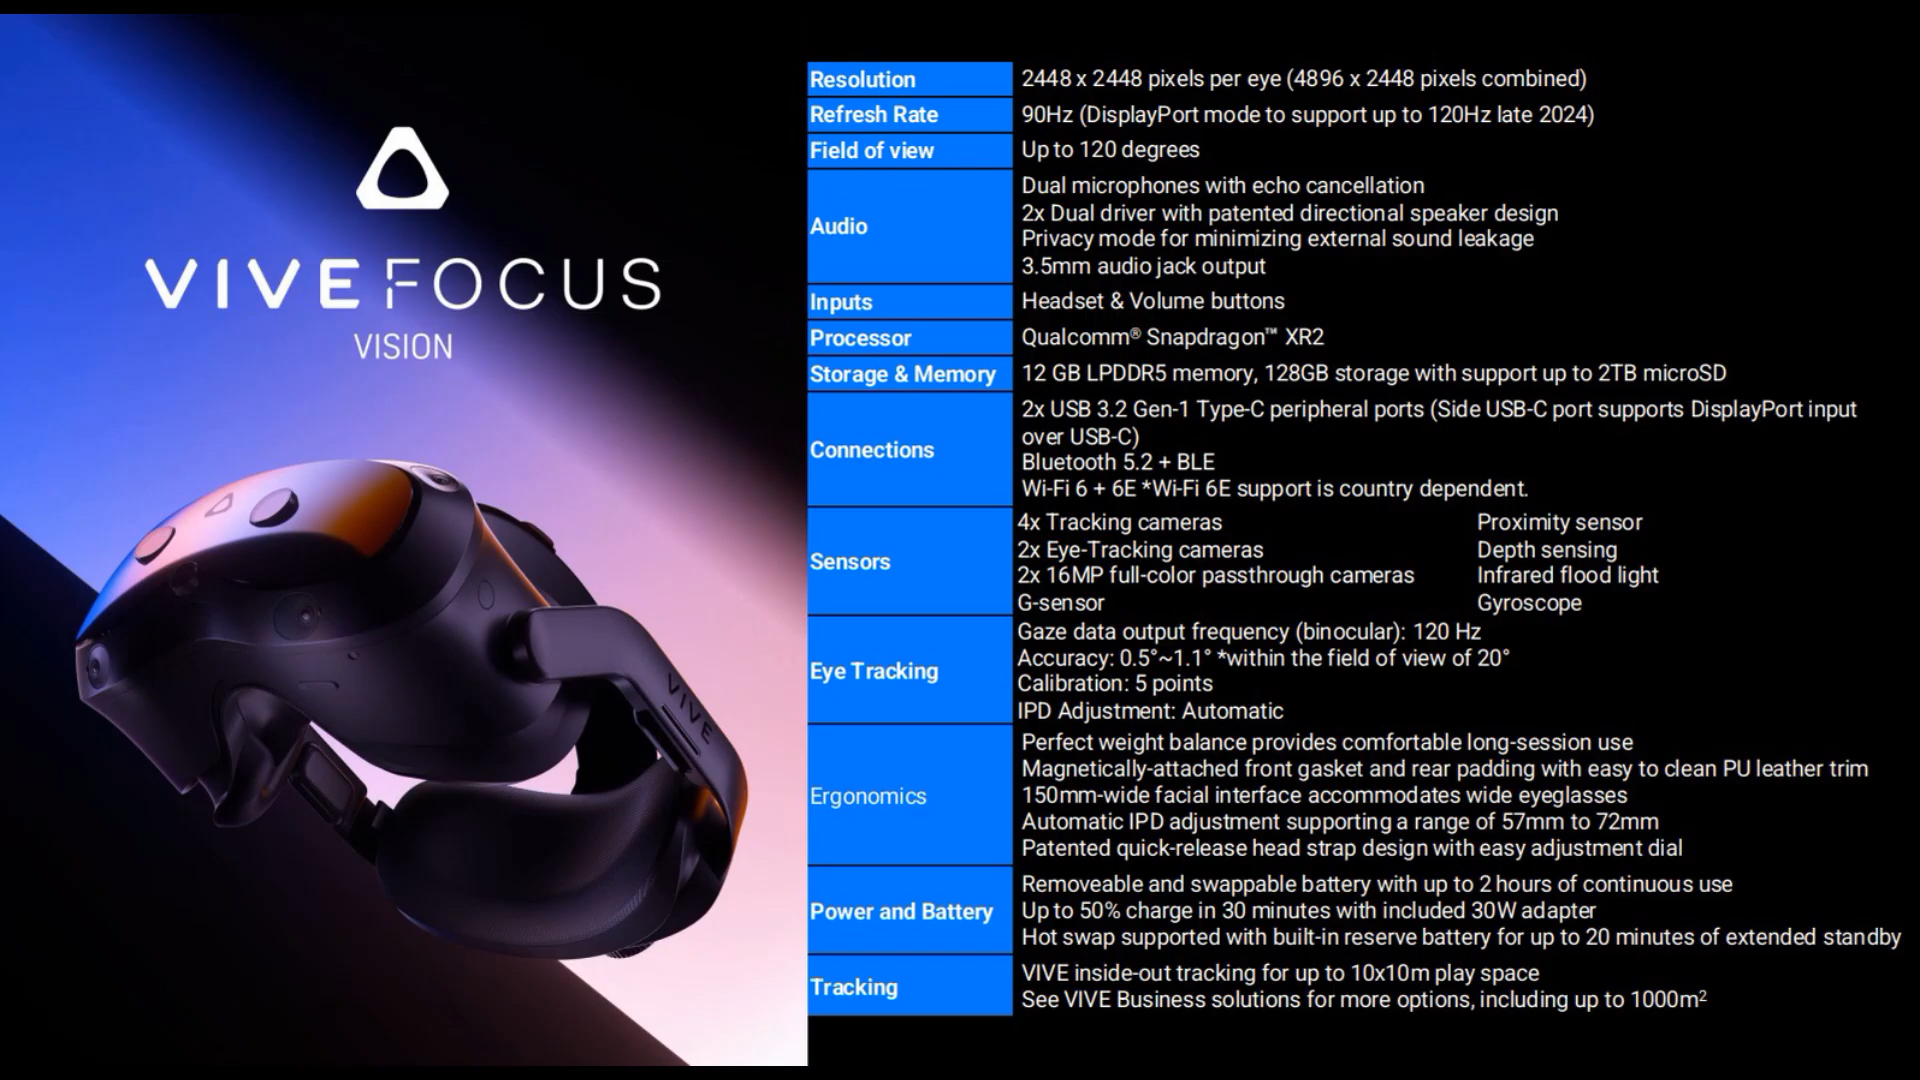 VIVE FOCUS
VISION
VIVE
Resolution
2448 x 2448 pixels per eye (4896 x 2448 pixels combined)
Refresh Rate
90Hz (DisplayPort mode to support up to 120Hz late 2024)
Field of view
Up to 120 degrees
Audio
Dual microphones with echo cancellation
2x Dual driver with patented directional speaker design
Privacy mode for minimizing external sound leakage
3.5mm audio jack output
Inputs
Headset & Volume buttons
Processor
Qualcomm® Snapdragon™ XR2
Storage & Memory
12 GB LPDDR5 memory, 128GB storage with support up to 2TB microSD
Connections
2x USB 3.2 Gen-1 Type-C peripheral ports (Side USB-C port supports DisplayPort input
over USB-C)
Bluetooth 5.2 + BLE
Wi-Fi 6 + 6E *Wi-Fi 6E support is country dependent.
Sensors
4x Tracking cameras
2x Eye-Tracking cameras
2x 16MP full-color passthrough cameras
G-sensor
Proximity sensor
Depth sensing
Infrared flood light
Gyroscope
Eye Tracking
Gaze data output frequency (binocular): 120 Hz
Accuracy: 0.5°~1.1° *within the field of view of 20°
Calibration: 5 points
IPD Adjustment: Automatic
Ergonomics
Perfect weight balance provides comfortable long-session use
Magnetically-attached front gasket and rear padding with easy to clean PU leather trim
150mm-wide facial interface accommodates wide eyeglasses
Automatic IPD adjustment supporting a range of 57mm to 72mm
Patented quick-release head strap design with easy adjustment dial
Power and Battery
Removeable and swappable battery with up to 2 hours of continuous use
Up to 50% charge in 30 minutes with included 30W adapter
Hot swap supported with built-in reserve battery for up to 20 minutes of extended standby
Tracking
VIVE inside-out tracking for up to 10x10m play space
See VIVE Business solutions for more options, including up to 1000m²